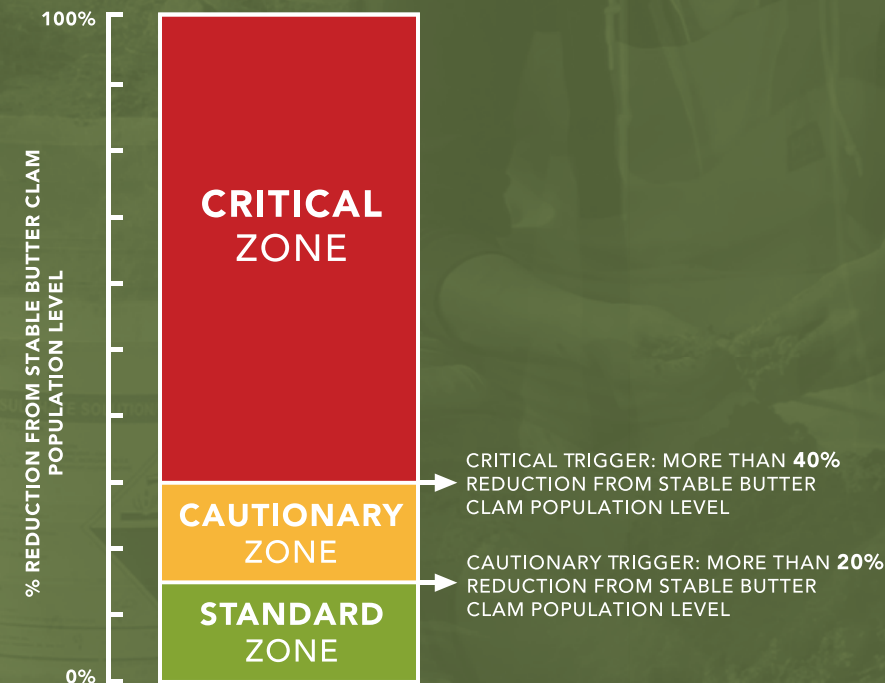 100%
% REDUCTION FROM STABLE BUTTER CLAM
POPULATION LEVEL
CRITICAL
ZONE
CRITICAL TRIGGER: MORE THAN 40%
REDUCTION FROM STABLE BUTTER
CLAM POPULATION LEVEL
CAUTIONARY
ZONE
CAUTIONARY TRIGGER: MORE THAN 20%
REDUCTION FROM STABLE BUTTER
CLAM POPULATION LEVEL
STANDARD
ZONE
0%